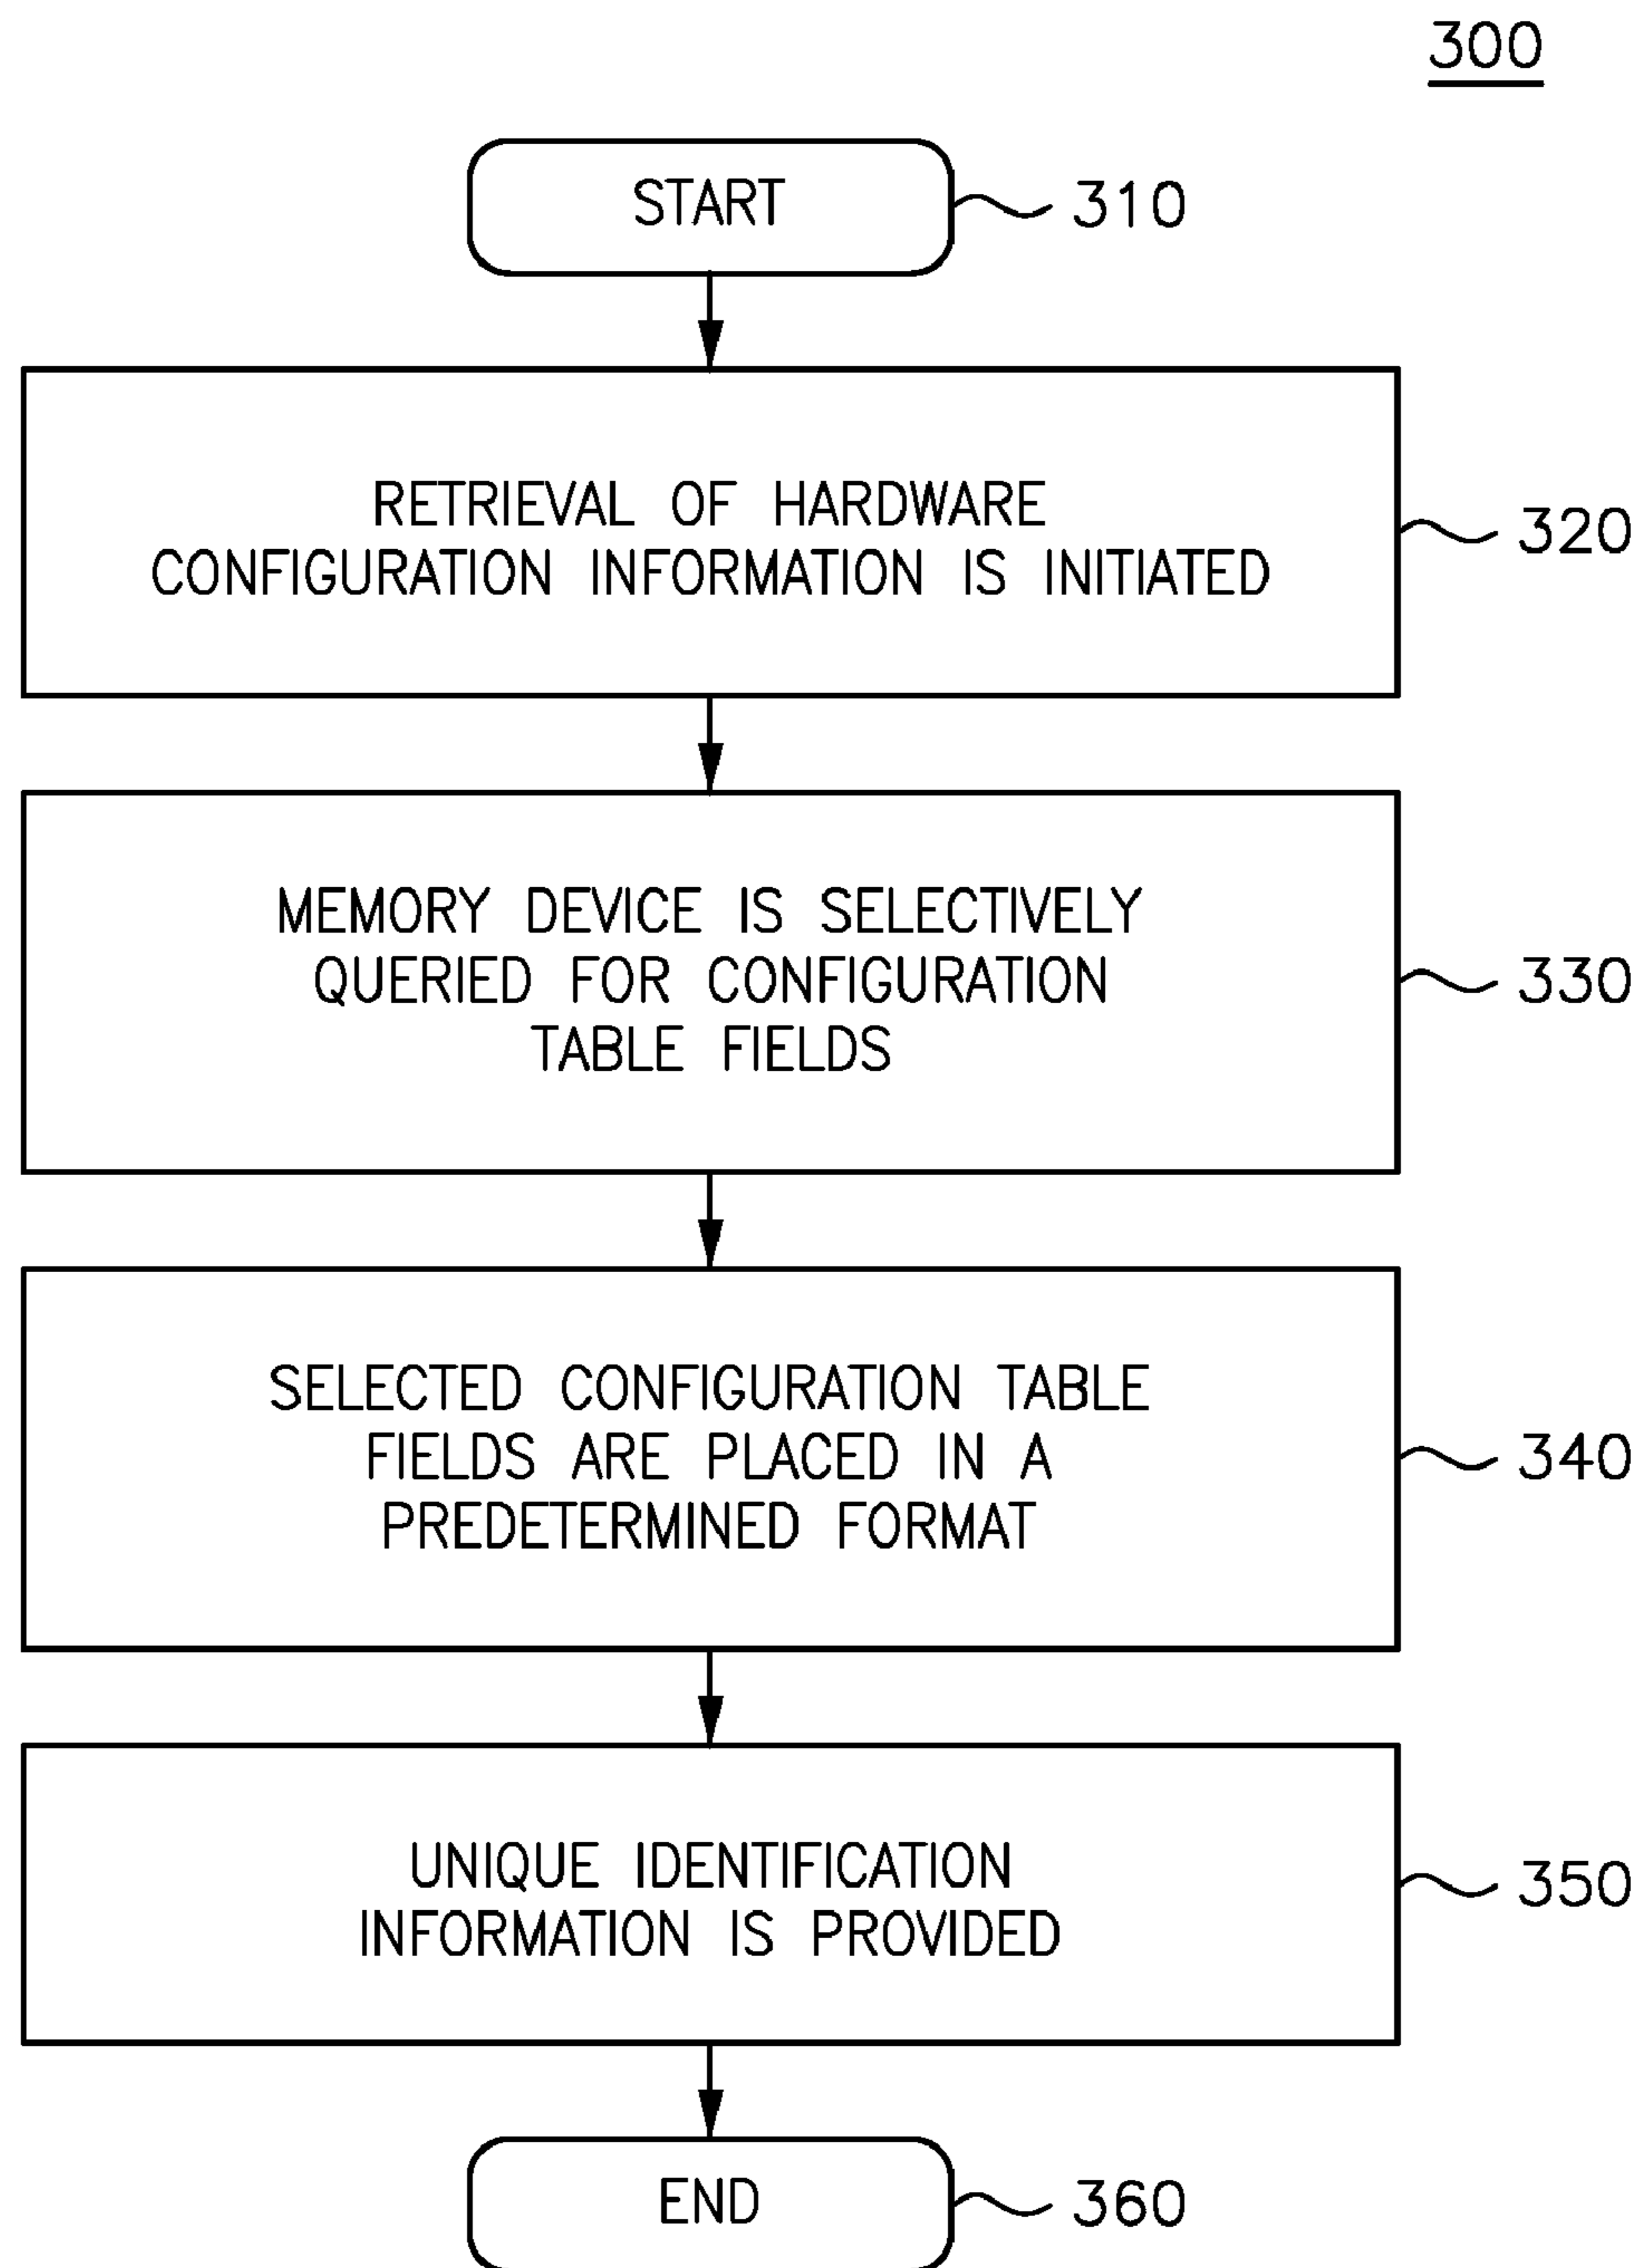 300
START
310
RETRIEVAL OF HARDWARE
CONFIGURATION INFORMATION IS INITIATED
320
MEMORY DEVICE IS SELECTIVELY
QUERIED FOR CONFIGURATION
TABLE FIELDS
330
SELECTED CONFIGURATION TABLE
FIELDS ARE PLACED IN A
PREDETERMINED FORMAT
340
UNIQUE IDENTIFICATION
INFORMATION IS PROVIDED
350
END
360